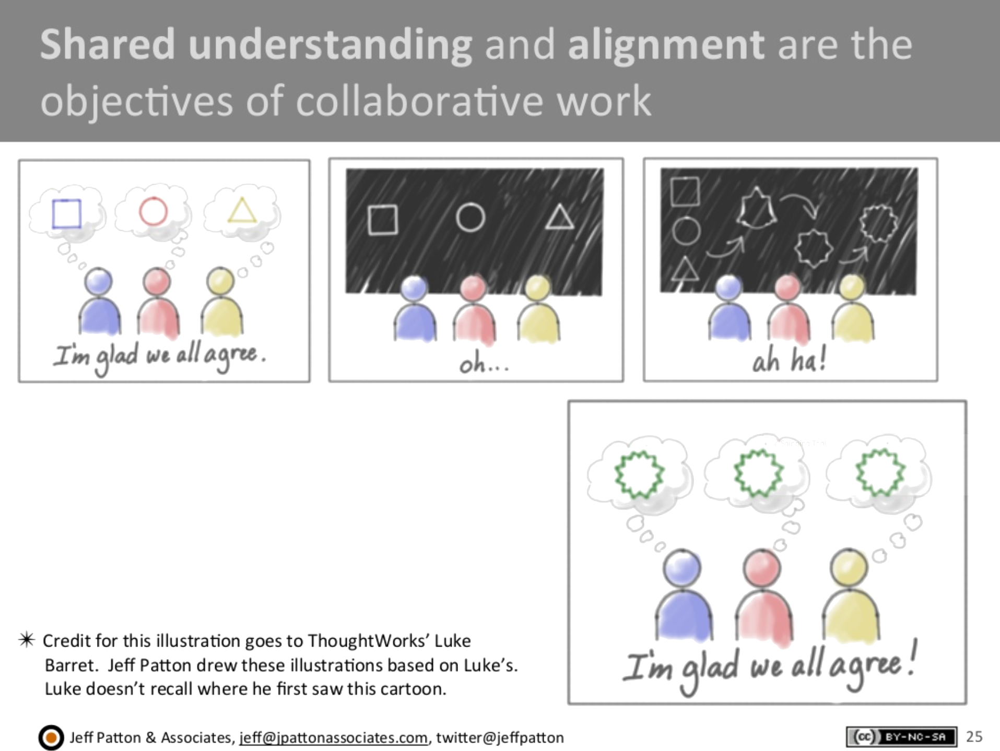 Shared understanding and alignment are the
objectives of collaborative work
I'm glad we all agree.
oh...
ah ha!
I'm glad we all agree!
✴ Credit for this illustration goes to ThoughtWorks’ Luke
Barret.  Jeff Patton drew these illustrations based on Luke’s.
Luke doesn’t recall where he first saw this cartoon.
Jeff Patton & Associates, jeff@jpattonassociates.com, twitter@jeffpatton
cc BY-NC-SA
25